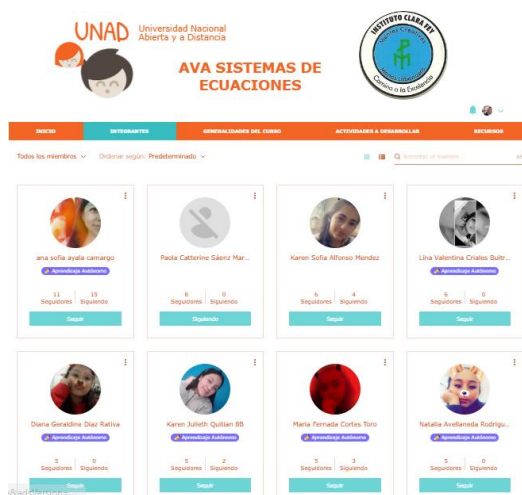 UNAD
Universidad Nacional
Abierta y a Distancia
AVA SISTEMAS DE
ECUACIONES
INSTITUTO CLARA FEY
Camino a la Excelencia
INICIO
INTEGRANTES
GENERALIDADES DEL CURSO
ACTIVIDADES A DESARROLLAR
RECURSOS
Todos los miembros
Ordenar según: Predeterminado
ana sofia ayala camargo
Aprendizaje Autónomo
11 15
Seguidores Siguiendo
Seguir
Paola Catterine Sáenz Mar...
8 0
Seguidores Siguiendo
Siguiendo
Karen Sofia Alfonso Mendez
Aprendizaje Autónomo
6 4
Seguidores Siguiendo
Seguir
Lina Valentina Criales Buitr...
Aprendizaje Autónomo
6 0
Seguidores Siguiendo
Seguir
Diana Geraldine Diaz Rativa
Aprendizaje Autónomo
5 0
Seguidores Siguiendo
Seguir
Karen Julieth Quitian 8B
Aprendizaje Autónomo
5 2
Seguidores Siguiendo
Seguir
Maria Fernada Cortes Toro
Aprendizaje Autónomo
5 3
Seguidores Siguiendo
Seguir
Natalia Avellaneda Rodrigu...
Aprendizaje Autónomo
5 0
Seguidores Siguiendo
Seguir